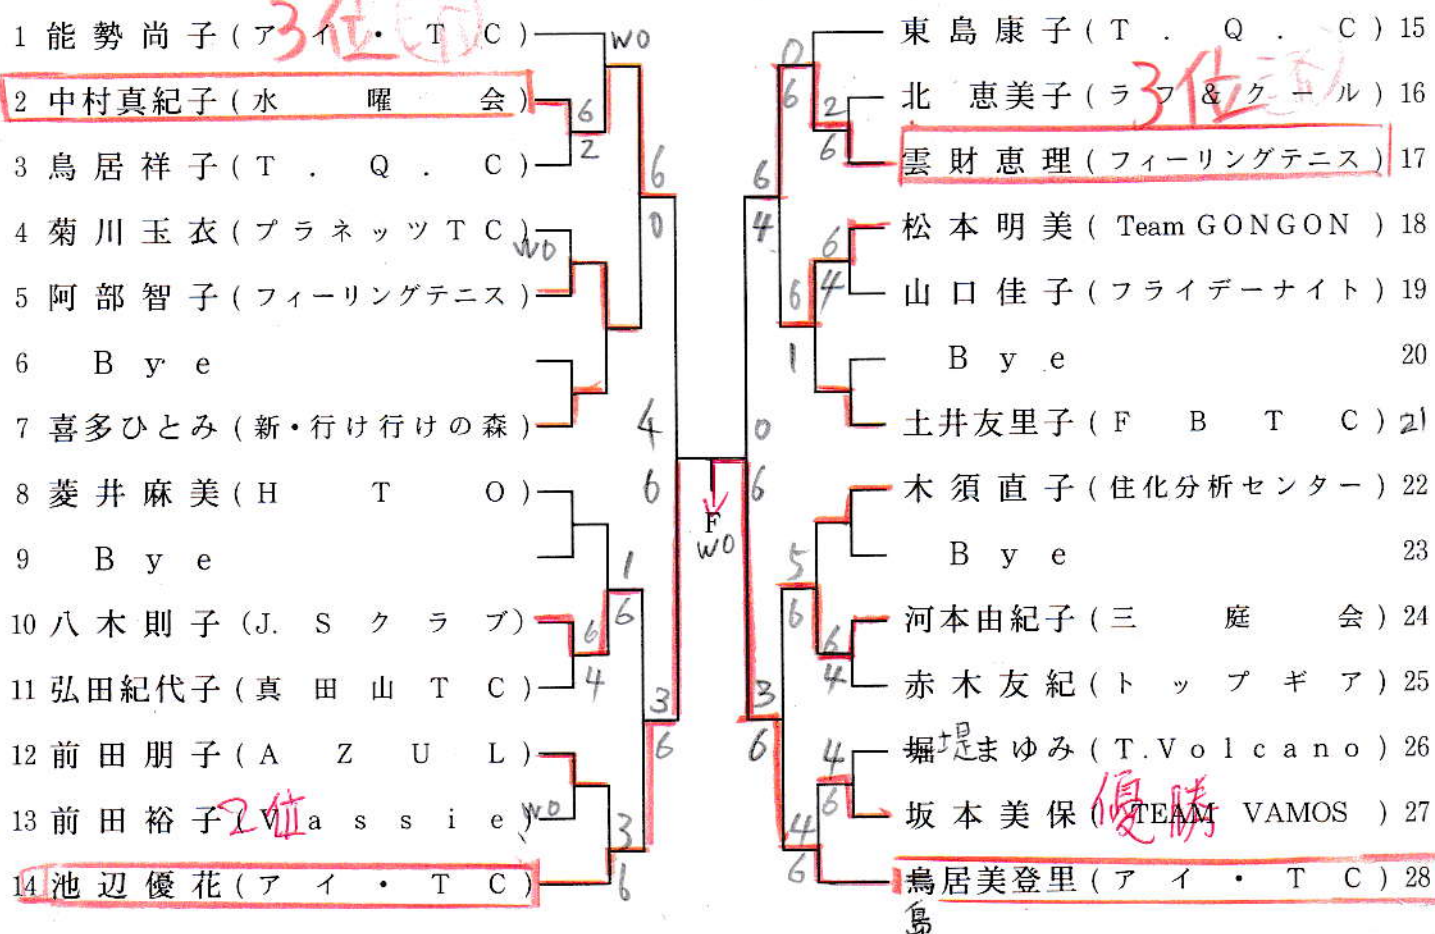 1 能勢尚子(アイ・TC)
3位
WO
2 中村真紀子(水曜会)
6
2
3 鳥居祥子(T.Q.C)
6
0
4 菊川玉衣(プラネッツTC)
WO
5 阿部智子(フィーリングテニス)
6 Bye
7 喜多ひとみ(新・行け行けの森)
4
6
8 菱井麻美(HTO)
9 Bye
1
6
10 八木則子(J.Sクラブ)
6
4
11 弘田紀代子(真田山TC)
3
6
12 前田朋子(AZUL)
13 前田裕子(Vassie)
2位
WO
3
6
14 池辺優花(アイ・TC)
F
WO
東島康子(T.Q.C) 15
0
6
北恵美子(ラフ&クール) 16
3位
2
6
雲財恵理(フィーリングテニス) 17
6
4
松本明美(Team GONGON) 18
6
4
山口佳子(フライデーナイト) 19
6
1
Bye 20
土井友里子(FBTC) 21
0
6
木須直子(住化分析センター) 22
Bye 23
5
6
河本由紀子(三庭会) 24
6
4
赤木友紀(トップギア) 25
3
6
堀堤まゆみ(T.Volcano) 26
4
6
坂本美保(TEAM VAMOS) 27
優勝
4
6
鳥居美登里(アイ・TC) 28
島